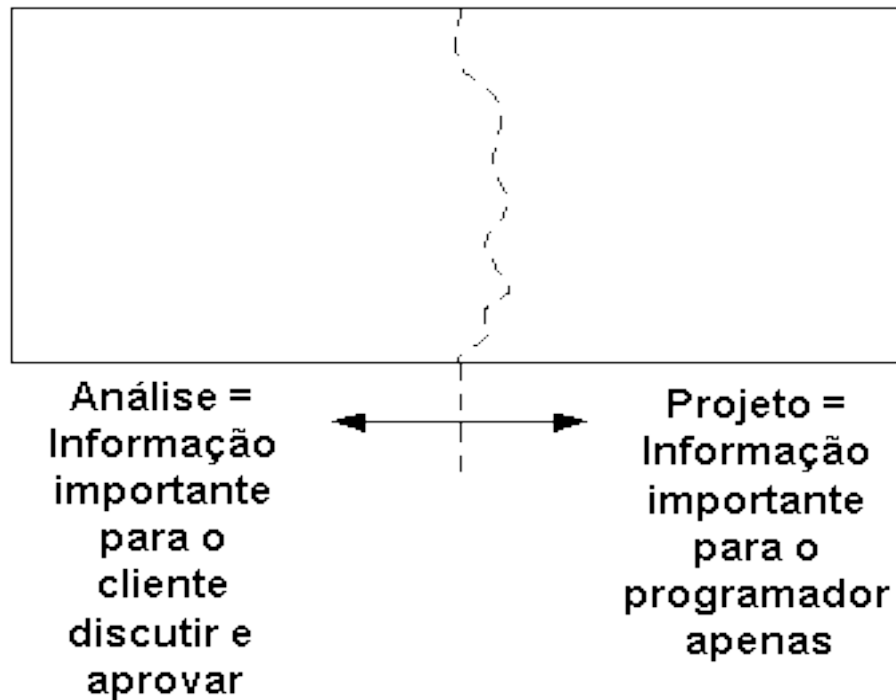 Análise =
Informação
importante
para o
cliente
discutir e
aprovar
Projeto =
Informação
importante
para o
programador
apenas